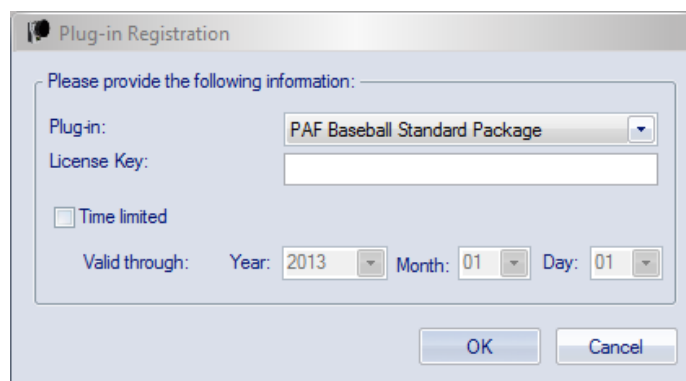 Plug-in Registration
Please provide the following information:
Plug-in: PAF Baseball Standard Package
License Key:
Time limited
Valid through: Year: 2013 Month: 01 Day: 01
OK Cancel